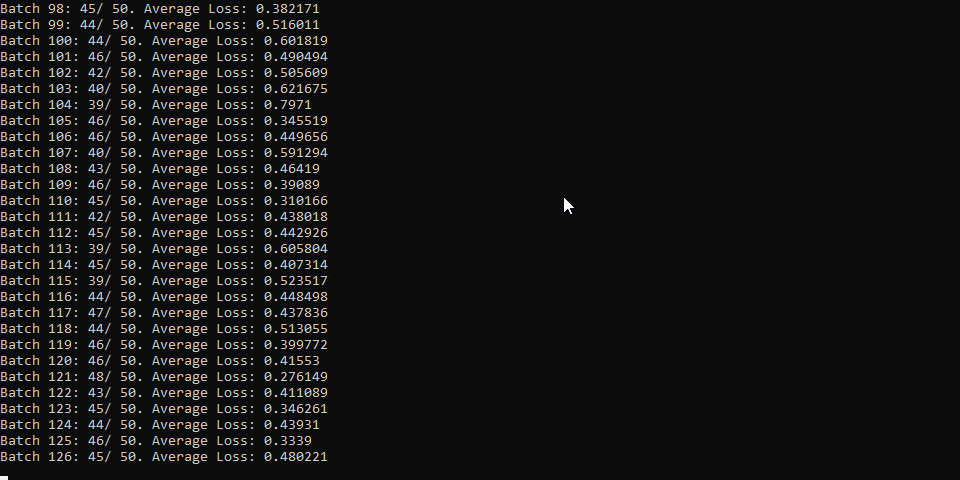 Batch 98: 45/ 50. Average Loss: 0.382171
Batch 99: 44/ 50. Average Loss: 0.516011
Batch 100: 44/ 50. Average Loss: 0.601819
Batch 101: 46/ 50. Average Loss: 0.490494
Batch 102: 42/ 50. Average Loss: 0.505609
Batch 103: 40/ 50. Average Loss: 0.621675
Batch 104: 39/ 50. Average Loss: 0.7971
Batch 105: 46/ 50. Average Loss: 0.345519
Batch 106: 46/ 50. Average Loss: 0.449656
Batch 107: 40/ 50. Average Loss: 0.591294
Batch 108: 43/ 50. Average Loss: 0.46419
Batch 109: 46/ 50. Average Loss: 0.39089
Batch 110: 45/ 50. Average Loss: 0.310166
Batch 111: 42/ 50. Average Loss: 0.438018
Batch 112: 45/ 50. Average Loss: 0.442926
Batch 113: 39/ 50. Average Loss: 0.605804
Batch 114: 45/ 50. Average Loss: 0.407314
Batch 115: 39/ 50. Average Loss: 0.523517
Batch 116: 44/ 50. Average Loss: 0.448498
Batch 117: 47/ 50. Average Loss: 0.437836
Batch 118: 44/ 50. Average Loss: 0.513055
Batch 119: 46/ 50. Average Loss: 0.399772
Batch 120: 46/ 50. Average Loss: 0.41553
Batch 121: 48/ 50. Average Loss: 0.276149
Batch 122: 43/ 50. Average Loss: 0.411089
Batch 123: 45/ 50. Average Loss: 0.346261
Batch 124: 44/ 50. Average Loss: 0.43931
Batch 125: 46/ 50. Average Loss: 0.3339
Batch 126: 45/ 50. Average Loss: 0.480221